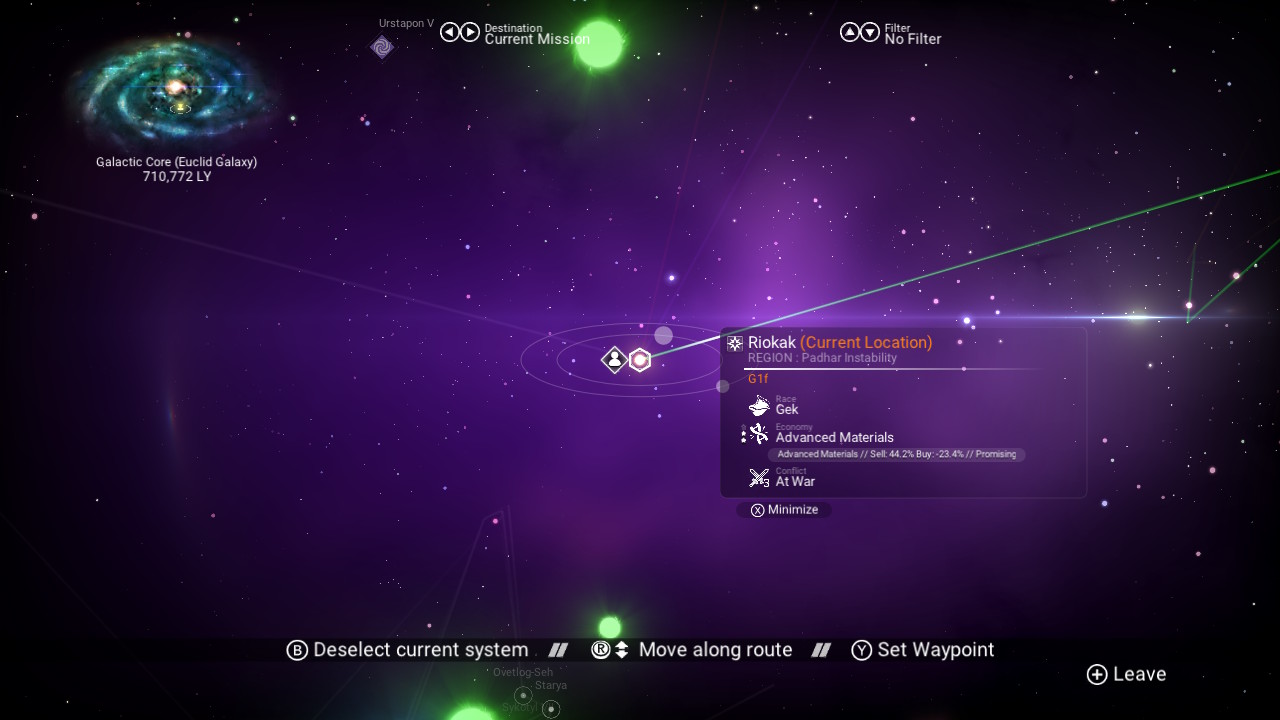 Urstapon V
Destination
Current Mission
Filter
No Filter
Galactic Core (Euclid Galaxy)
710,772 LY
Riokak (Current Location)
REGION : Padhar Instability
G1f
Race
Gek
Economy
Advanced Materials
Advanced Materials // Sell: 44.2% Buy: -23.4% // Promising
Conflict
At War
X Minimize
B Deselect current system // R Move along route // Y Set Waypoint
Ovetlog-Seh
Starya
Leave